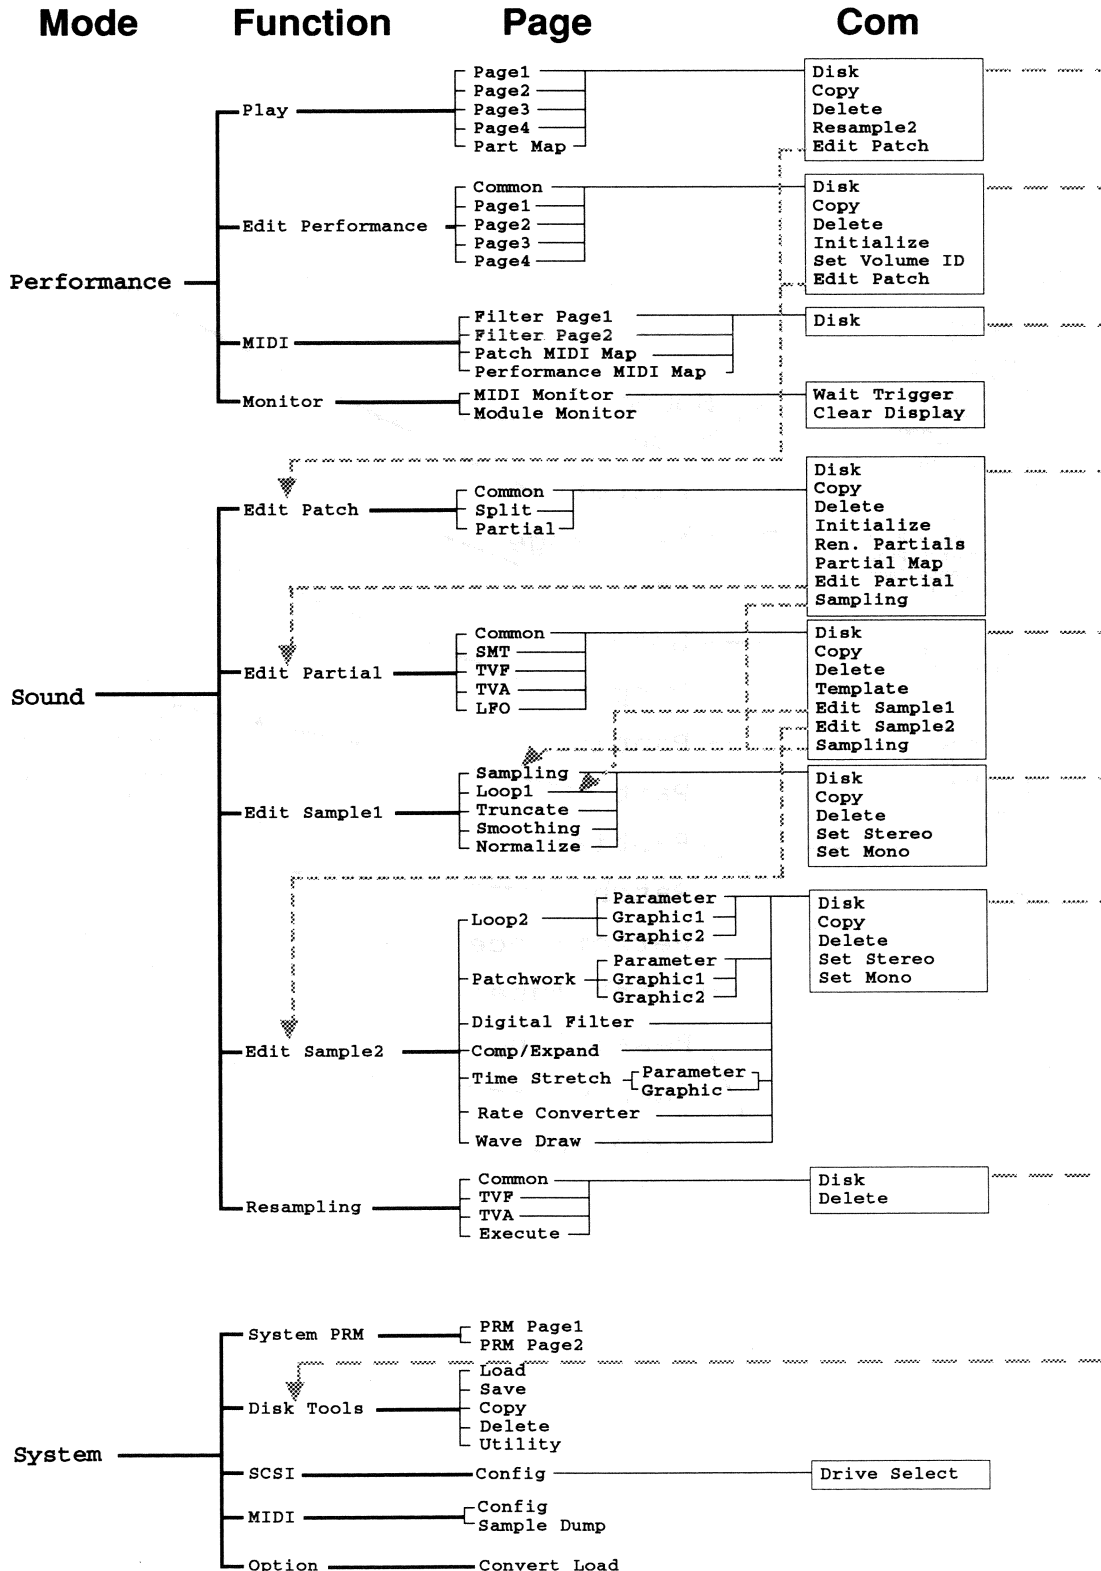 Mode Function Page Com
Performance
Play
Page1
Page2
Page3
Page4
Part Map
Disk
Copy
Delete
Resample2
Edit Patch
Edit Performance
Common
Page1
Page2
Page3
Page4
Disk
Copy
Delete
Initialize
Set Volume ID
Edit Patch
MIDI
Filter Page1
Filter Page2
Patch MIDI Map
Performance MIDI Map
Disk
Monitor
MIDI Monitor
Module Monitor
Wait Trigger
Clear Display
Sound
Edit Patch
Common
Split
Partial
Disk
Copy
Delete
Initialize
Ren. Partials
Partial Map
Edit Partial
Sampling
Edit Partial
Common
SMT
TVF
TVA
LFO
Disk
Copy
Delete
Template
Edit Sample1
Edit Sample2
Sampling
Edit Sample1
Sampling
Loop1
Truncate
Smoothing
Normalize
Disk
Copy
Delete
Set Stereo
Set Mono
Edit Sample2
Loop2
Parameter
Graphic1
Graphic2
Patchwork
Parameter
Graphic1
Graphic2
Digital Filter
Comp/Expand
Time Stretch
Parameter
Graphic
Rate Converter
Wave Draw
Disk
Copy
Delete
Set Stereo
Set Mono
Resampling
Common
TVF
TVA
Execute
Disk
Delete
System
System PRM
PRM Page1
PRM Page2
Disk Tools
Load
Save
Copy
Delete
Utility
SCSI
Config
Drive Select
MIDI
Config
Sample Dump
Option
Convert Load